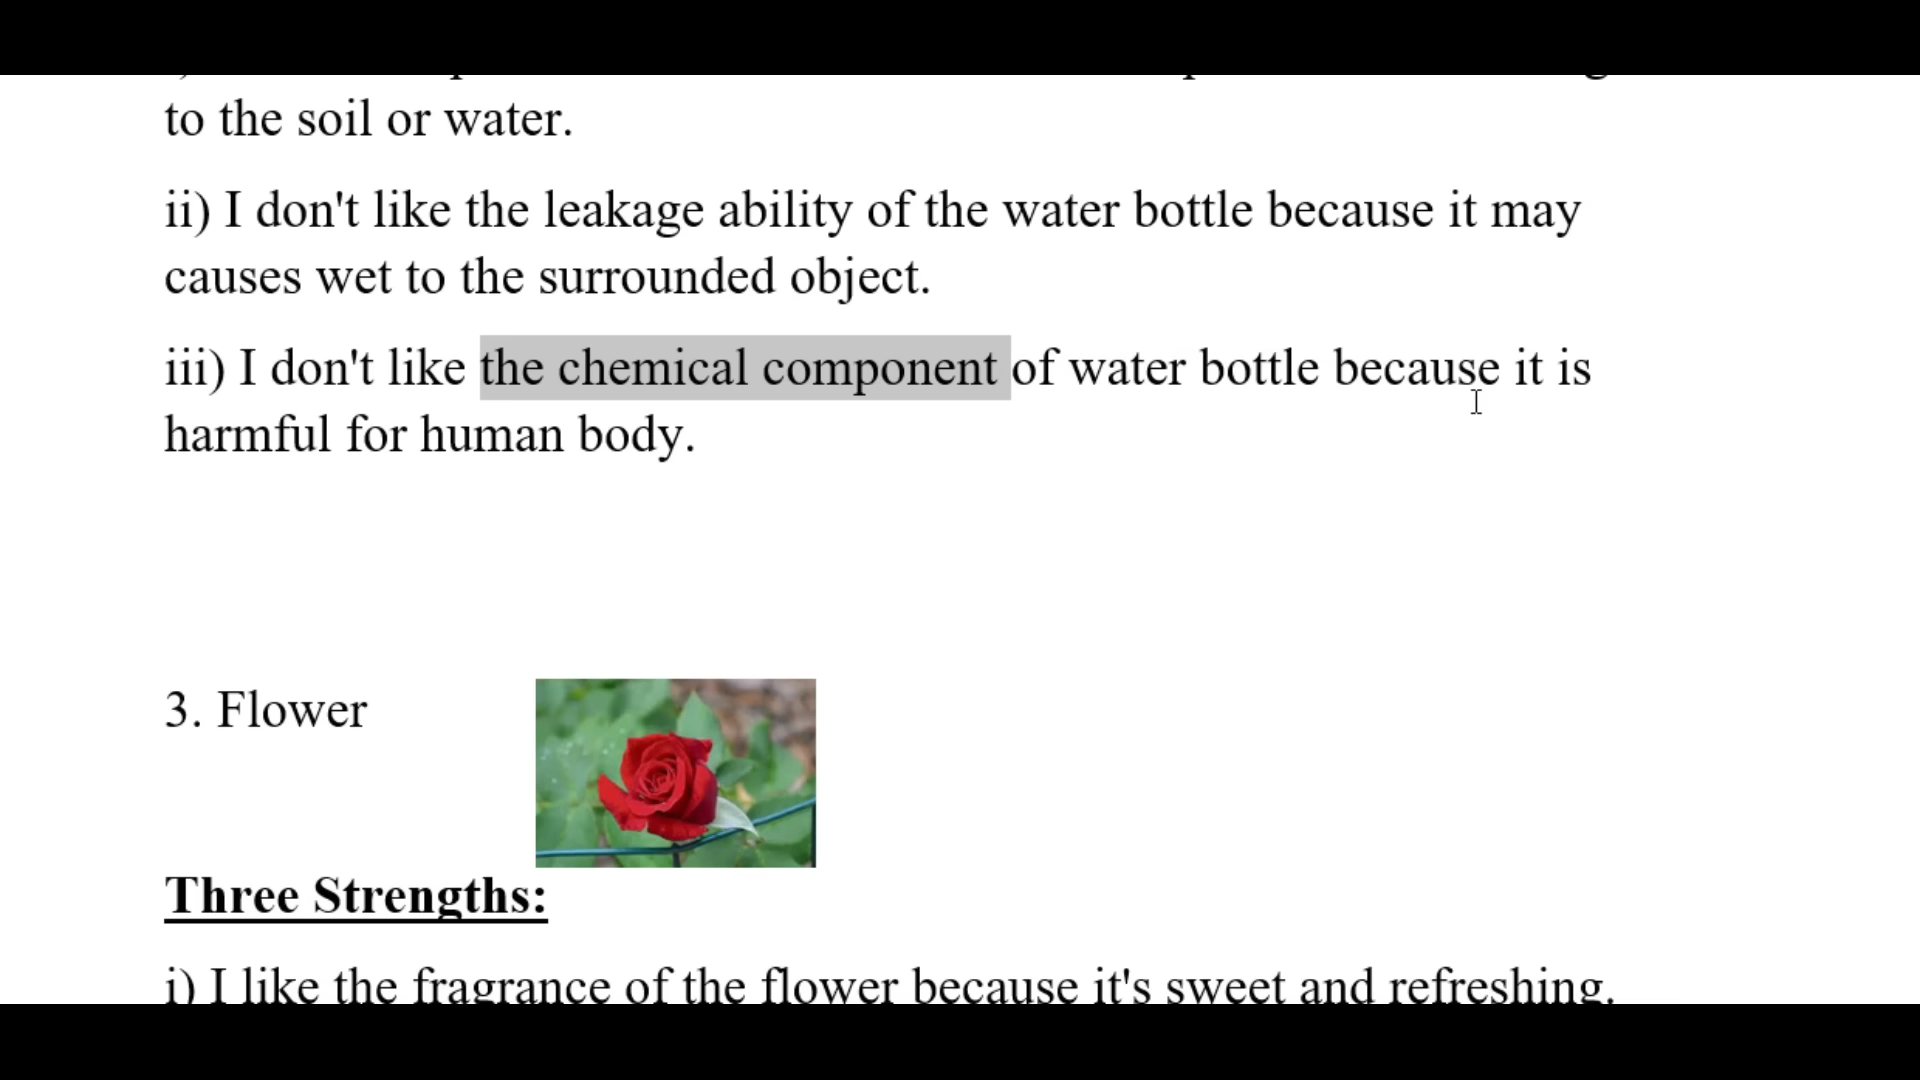 to the soil or water.
ii) I don't like the leakage ability of the water bottle because it may
causes wet to the surrounded object.
iii) I don't like the chemical component of water bottle because it is
harmful for human body.
3. Flower
Three Strengths:
i) I like the fragrance of the flower because it's sweet and refreshing.